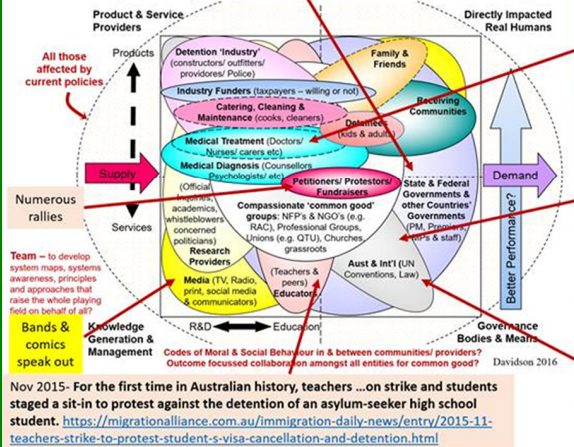 Product & Service
Providers
Directly Impacted
Real Humans
All those
affected by
current policies
Products
Services
Detention ‘Industry’
(constructors/ outfitters/
providores/ Police)
Family &
Friends
Industry Funders (taxpayers – willing or not)
Catering, Cleaning &
Maintenance (cooks, cleaners)
Receiving
Communities
Detainees
(kids & adults)
Medical Treatment (Doctors/
Nurses/ carers etc)
Medical Diagnosis (Counsellors
Psychologists/ etc)
Supply
Demand
Petitioners/ Protestors/
Fundraisers
Numerous
rallies
(Official
Inquiries,
academics,
whistleblowers
concerned
politicians)
Research
Providers
Compassionate ‘common good’
groups: NFP’s & NGO’s (e.g.
RAC), Professional Groups,
Unions (e.g. QTU), Churches,
grassroots
State & Federal
Governments &
other Countries’
Governments
(PM, Premiers,
MPs & staff)
Better Performance?
Team – to develop
system maps, systems
awareness, principles
and approaches that
raise the whole playing
field on behalf of all?
Media (TV, Radio,
print, social media
& communicators)
(Teachers &
peers)
Educators
Aust & Int’l (UN
Conventions, Law)
Bands &
comics
speak out
Knowledge
Generation &
Management
R&D
Education
Governance
Bodies & Means
Codes of Moral & Social Behaviour in & between communities/ providers?
Outcome focussed collaboration amongst all entities for common good?
Davidson 2016
Nov 2015- For the first time in Australian history, teachers ...on strike and students
staged a sit-in to protest against the detention of an asylum-seeker high school
student. https://migrationalliance.com.au/immigration-daily-news/entry/2015-11-
teachers-strike-to-protest-student-s-visa-cancellation-and-detention.html